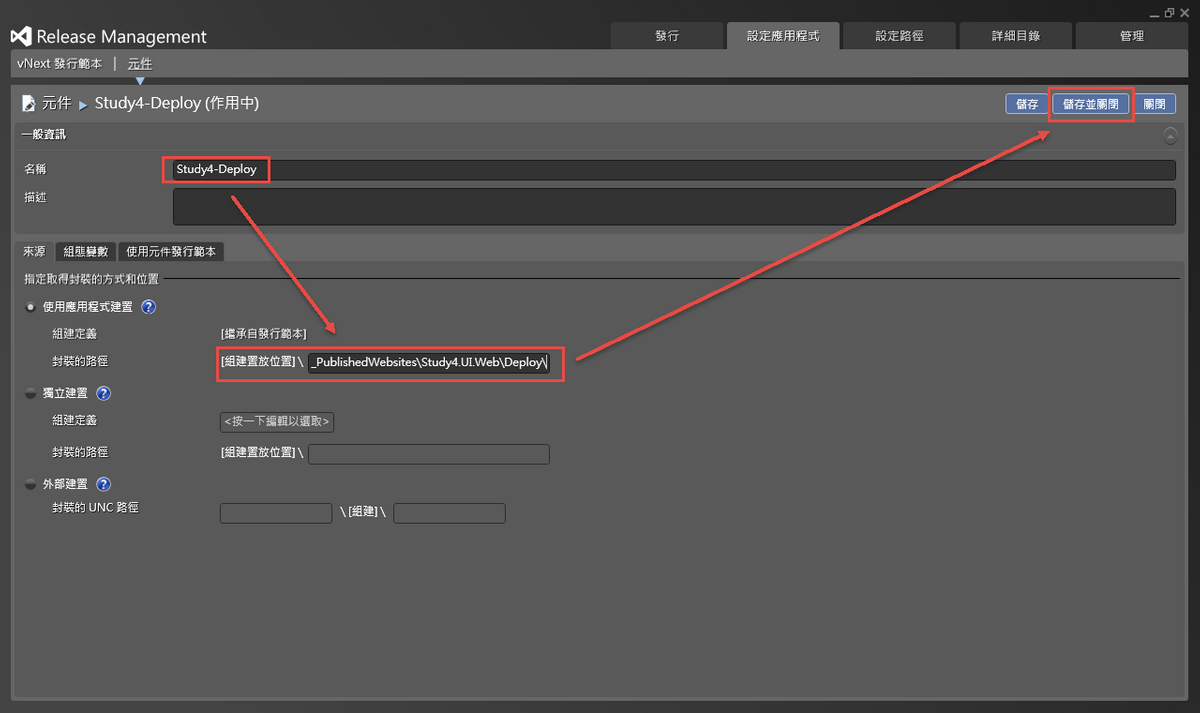 Release Management
發行 設定應用程式 設定路徑 詳細目錄 管理
vNext 發行範本 | 元件
元件 ▶ Study4-Deploy (作用中) 儲存 儲存並關閉 關閉
一般資訊
名稱 Study4-Deploy
描述
來源 組態變數 使用元件發行範本
指定取得封裝的方式和位置
使用應用程式建置 ?
組建定義 [繼承自發行範本]
封裝的路徑 [組建置放位置]\ _PublishedWebsites\Study4.UI.Web\Deploy\
獨立建置 ?
組建定義 <按一下編輯以選取>
封裝的路徑 [組建置放位置]\
外部建置 ?
封裝的 UNC 路徑 \[組建]\